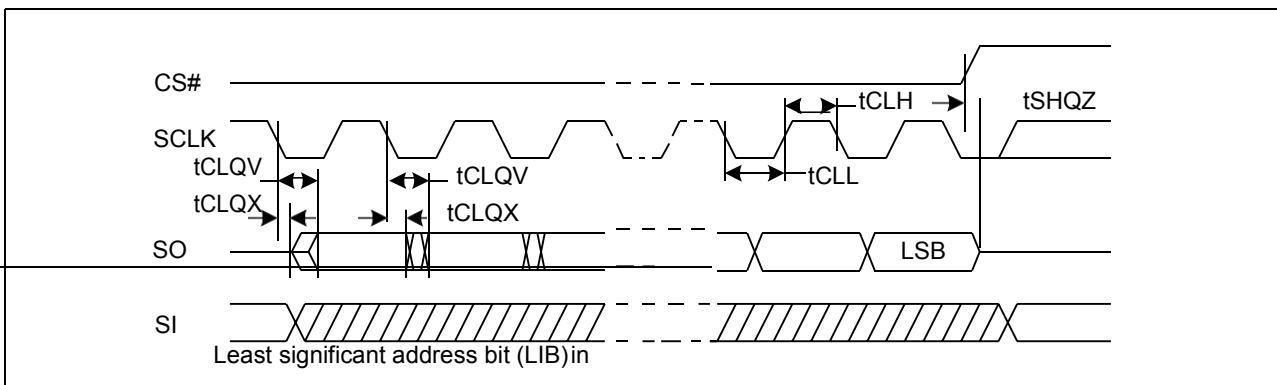 CS#
tCLH
tSHQZ
SCLK
tCLQV
tCLQV
tCLL
tCLQX
tCLQX
SO
LSB
SI
Least significant address bit (LIB) in